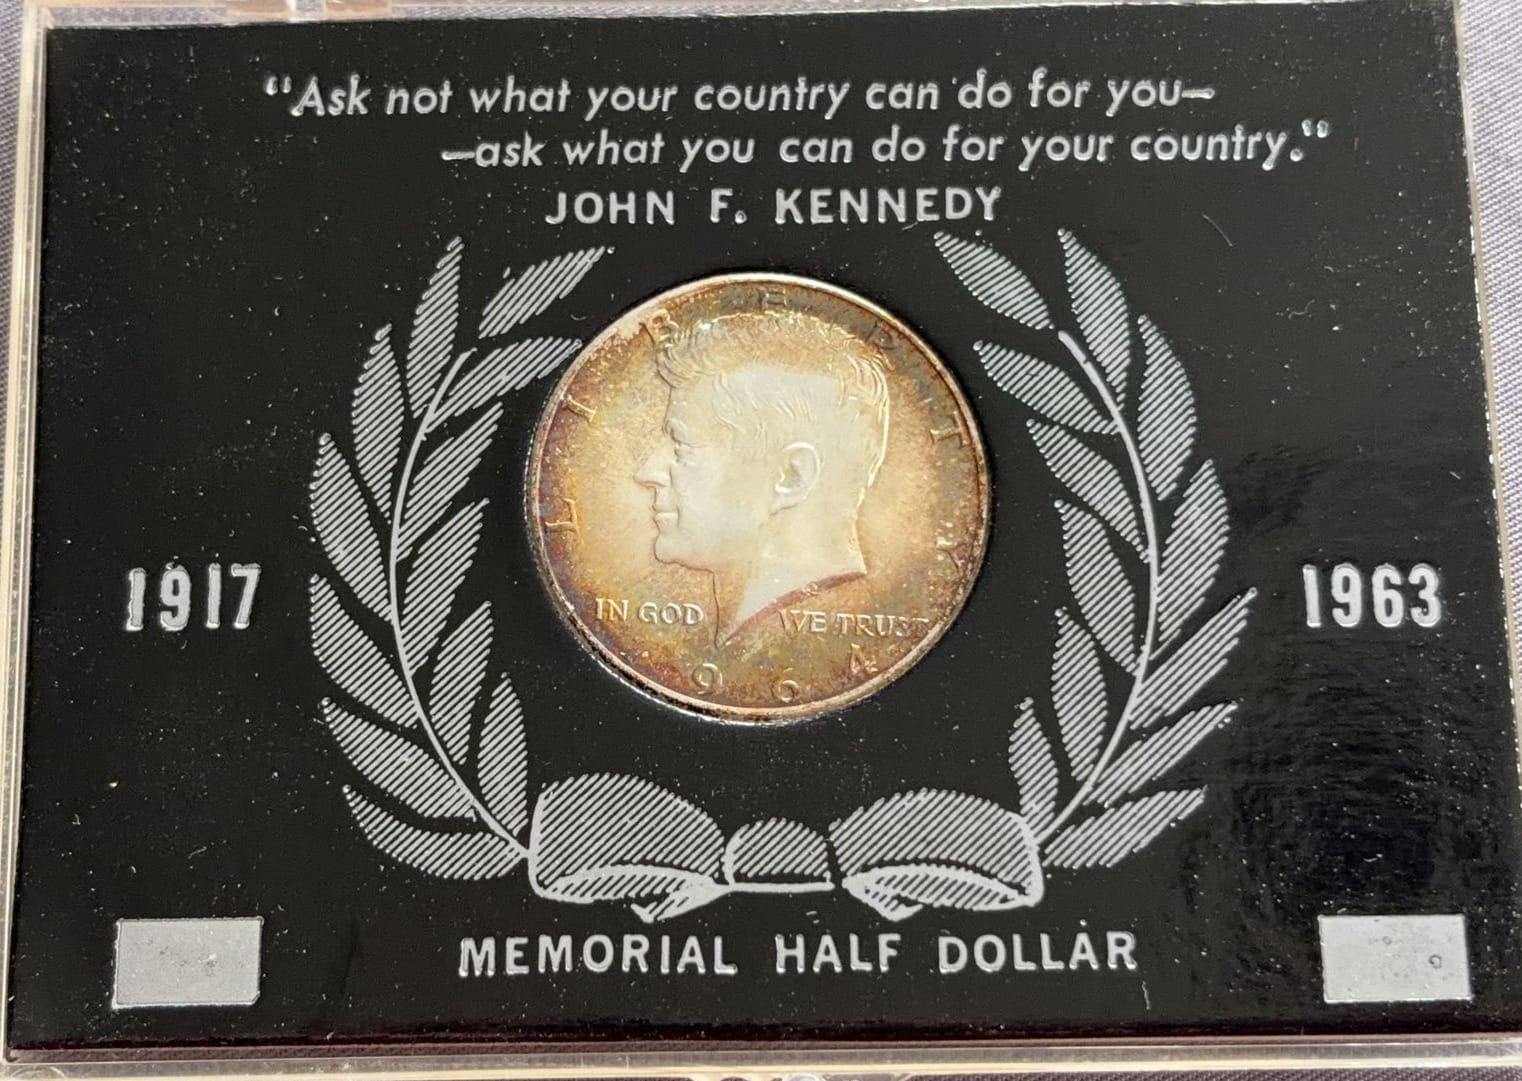 "Ask not what your country can do for you—
—ask what you can do for your country."
JOHN F. KENNEDY
LIBERTY
1917
1963
IN GOD WE TRUST
1964
MEMORIAL HALF DOLLAR